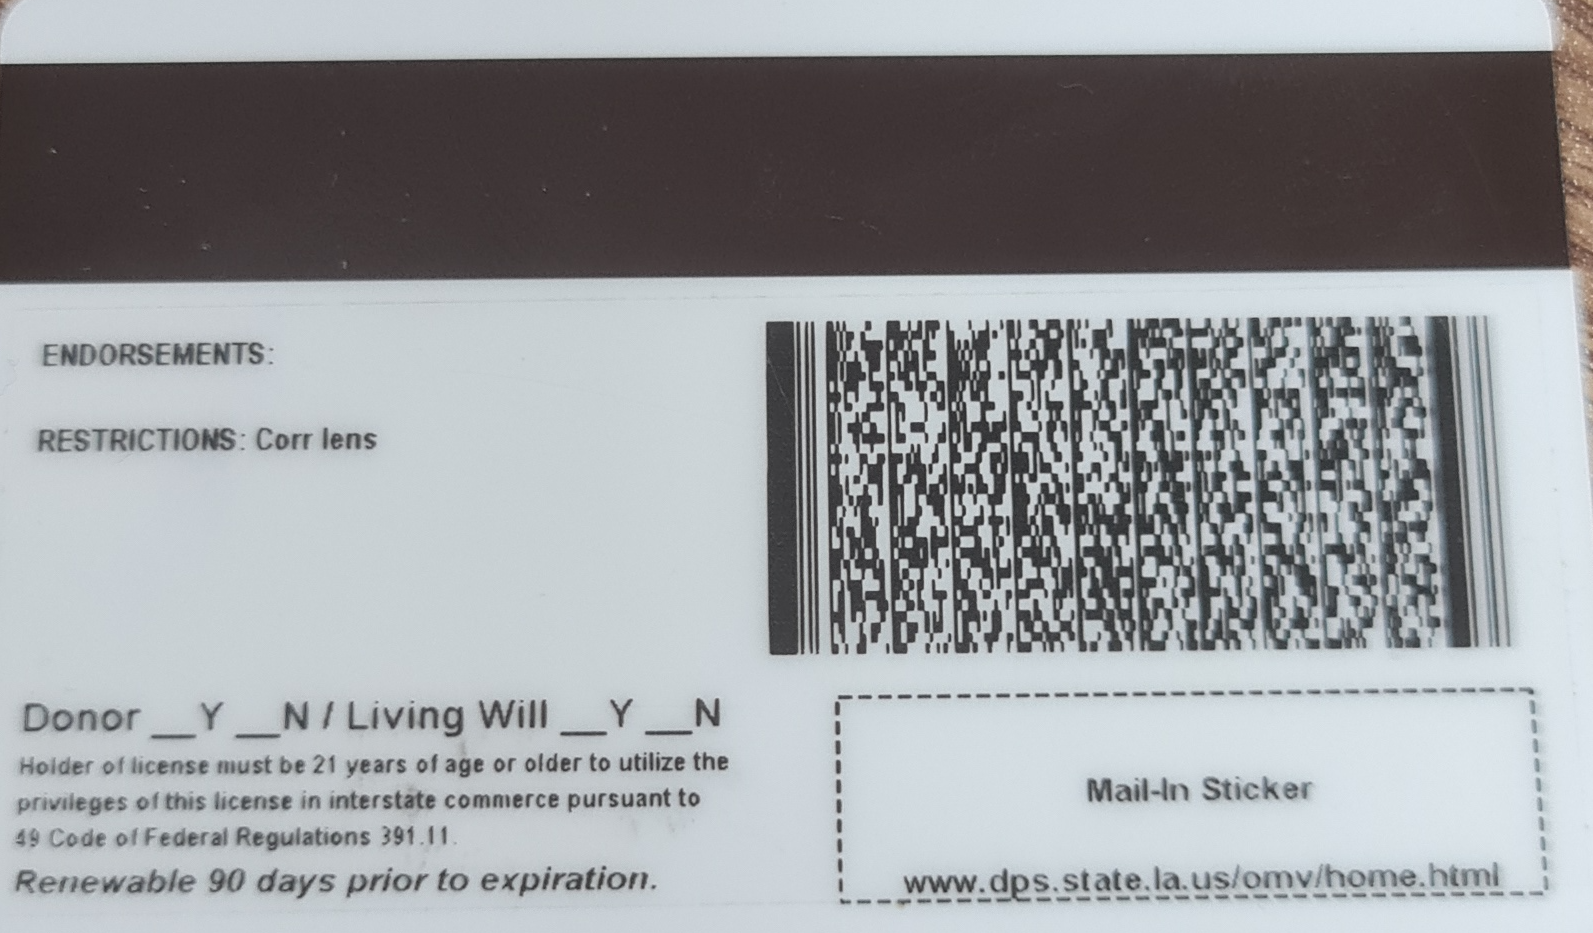 ENDORSEMENTS:
RESTRICTIONS: Corr lens
Donor __Y __N / Living Will __Y __N
Holder of license must be 21 years of age or older to utilize the
privileges of this license in interstate commerce pursuant to
49 Code of Federal Regulations 391.11.
Renewable 90 days prior to expiration.
Mail-In Sticker
www.dps.state.la.us/omv/home.html